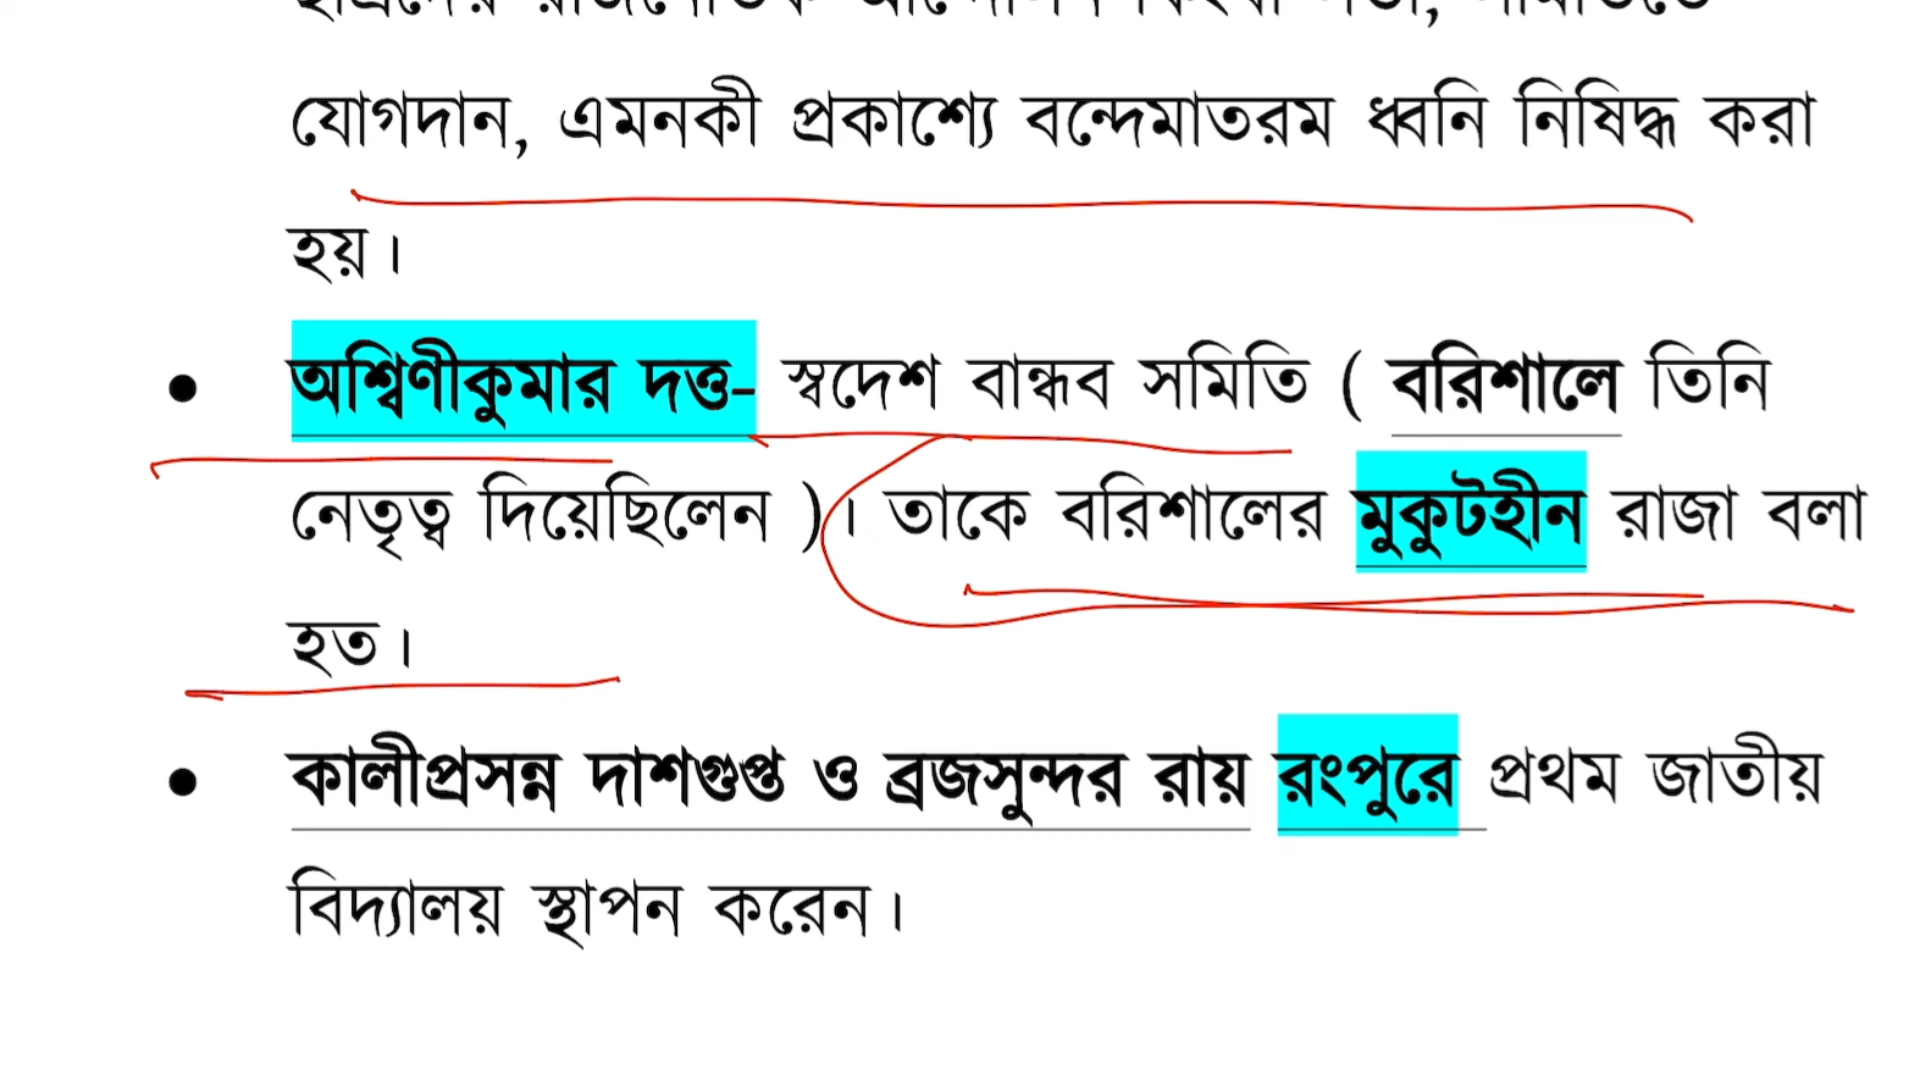 যোগদান, এমনকী প্রকাশ্যে বন্দেমাতরম ধ্বনি নিষিদ্ধ করা
হয়।
● অশ্বিণীকুমার দত্ত- স্বদেশ বান্ধব সমিতি ( বরিশালে তিনি
নেতৃত্ব দিয়েছিলেন )। তাকে বরিশালের মুকুটহীন রাজা বলা
হত।
● কালীপ্রসন্ন দাশগুপ্ত ও ব্রজসুন্দর রায় রংপুরে প্রথম জাতীয়
বিদ্যালয় স্থাপন করেন।